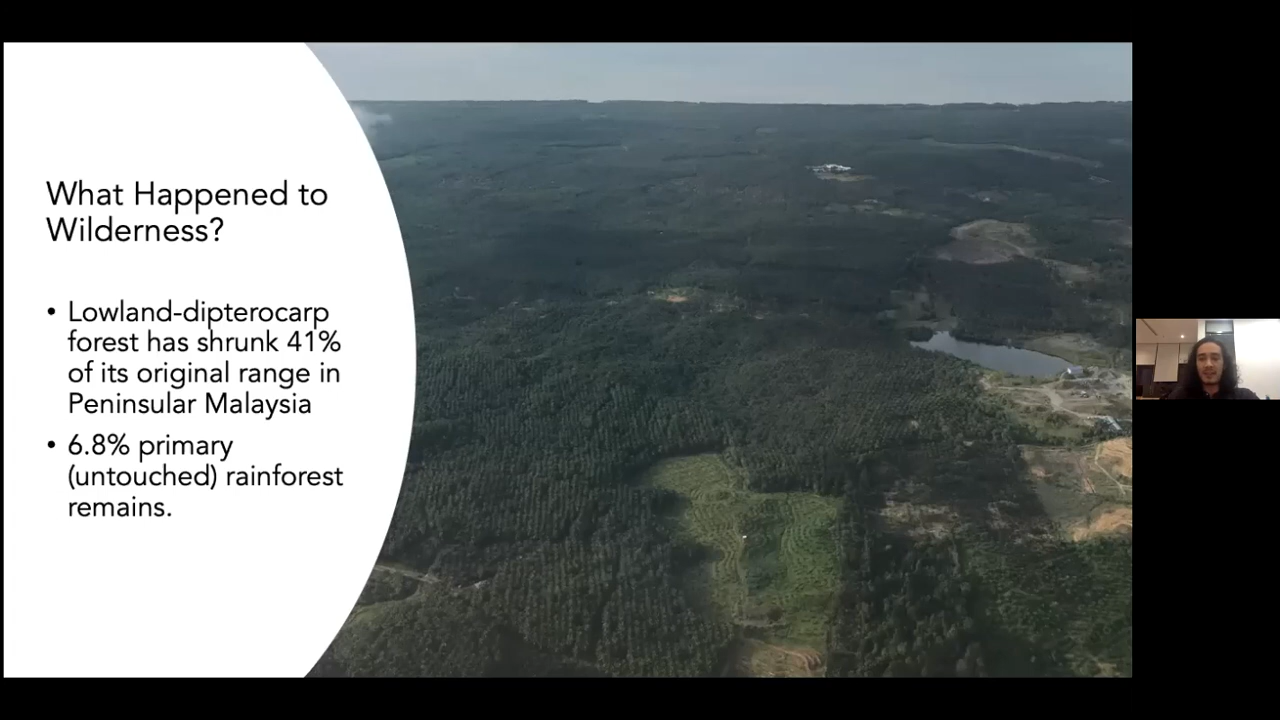 What Happened to
Wilderness?
• Lowland-dipterocarp
forest has shrunk 41%
of its original range in
Peninsular Malaysia
• 6.8% primary
(untouched) rainforest
remains.